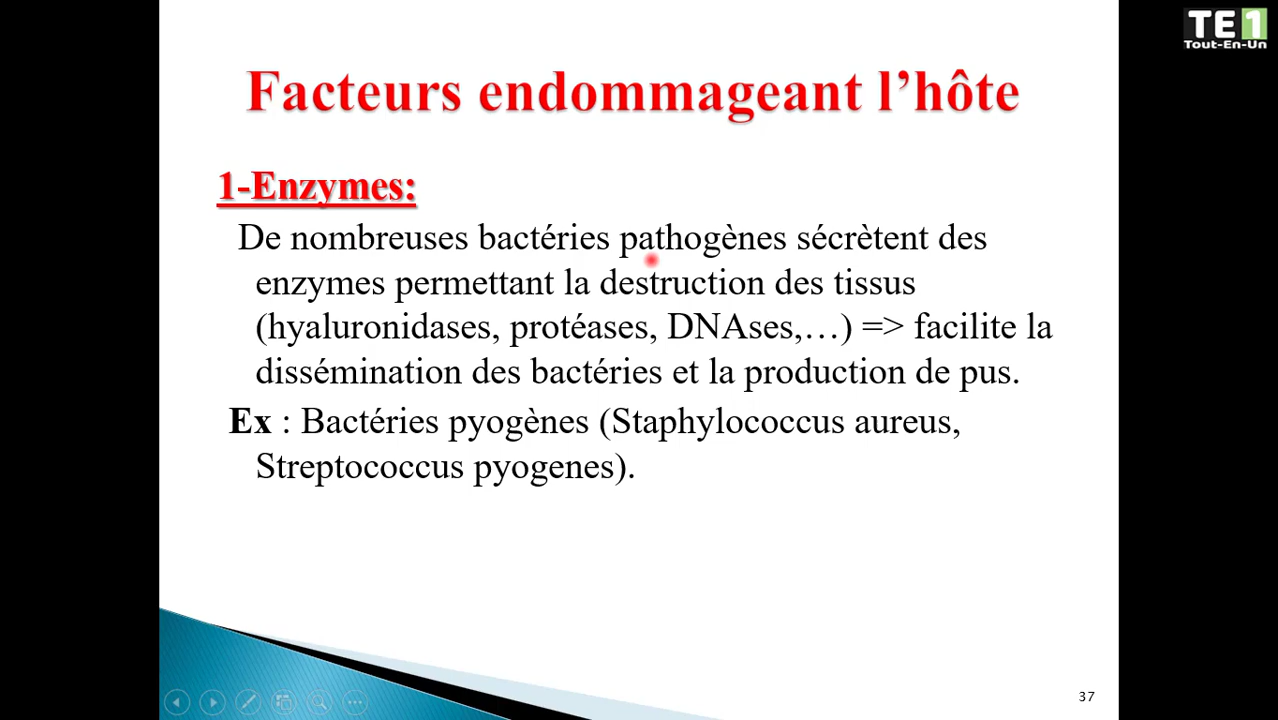 TE1
Tout-En-Un
Facteurs endommageant l’hôte
1-Enzymes:
De nombreuses bactéries pathogènes sécrètent des
enzymes permettant la destruction des tissus
(hyaluronidases, protéases, DNAses,…) => facilite la
dissémination des bactéries et la production de pus.
Ex : Bactéries pyogènes (Staphylococcus aureus,
Streptococcus pyogenes).
37